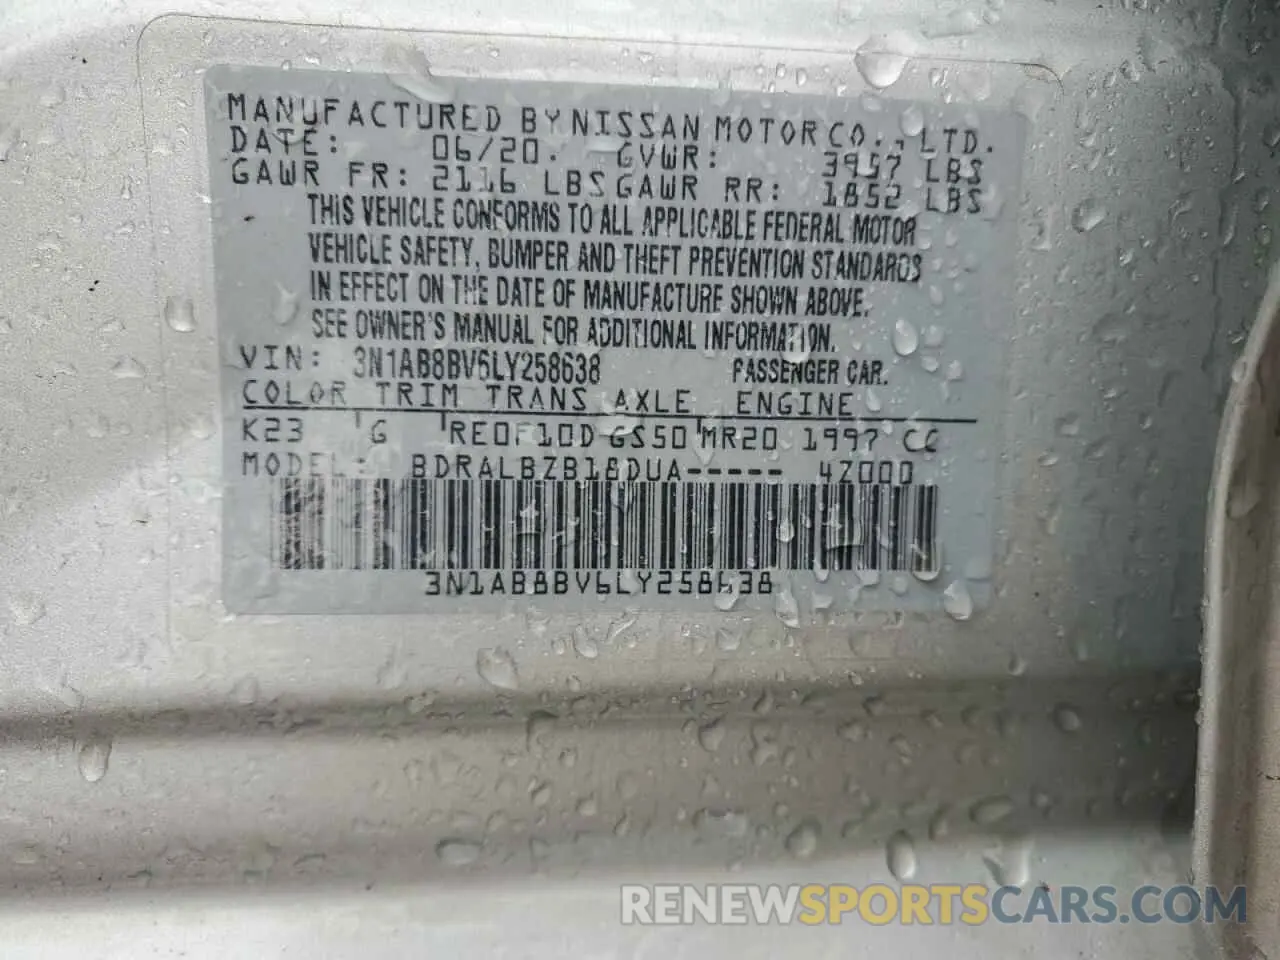 MANUFACTURED BY NISSAN MOTOR CO., LTD.
DATE: 06/20. GVWR: 3957 LBS
GAWR FR: 2116 LBS GAWR RR: 1852 LBS
THIS VEHICLE CONFORMS TO ALL APPLICABLE FEDERAL MOTOR
VEHICLE SAFETY, BUMPER AND THEFT PREVENTION STANDARDS
IN EFFECT ON THE DATE OF MANUFACTURE SHOWN ABOVE.
SEE OWNER'S MANUAL FOR ADDITIONAL INFORMATION.
VIN: 3N1AB8BV6LY258638 PASSENGER CAR.
COLOR TRIM TRANS AXLE ENGINE
K23 G RE0F10D GS50 MR20 1997 CC
MODEL: BDRALBZB18DUA----- 4Z000
3N1AB8BV6LY258638
RENEWSPORTSCARS.COM